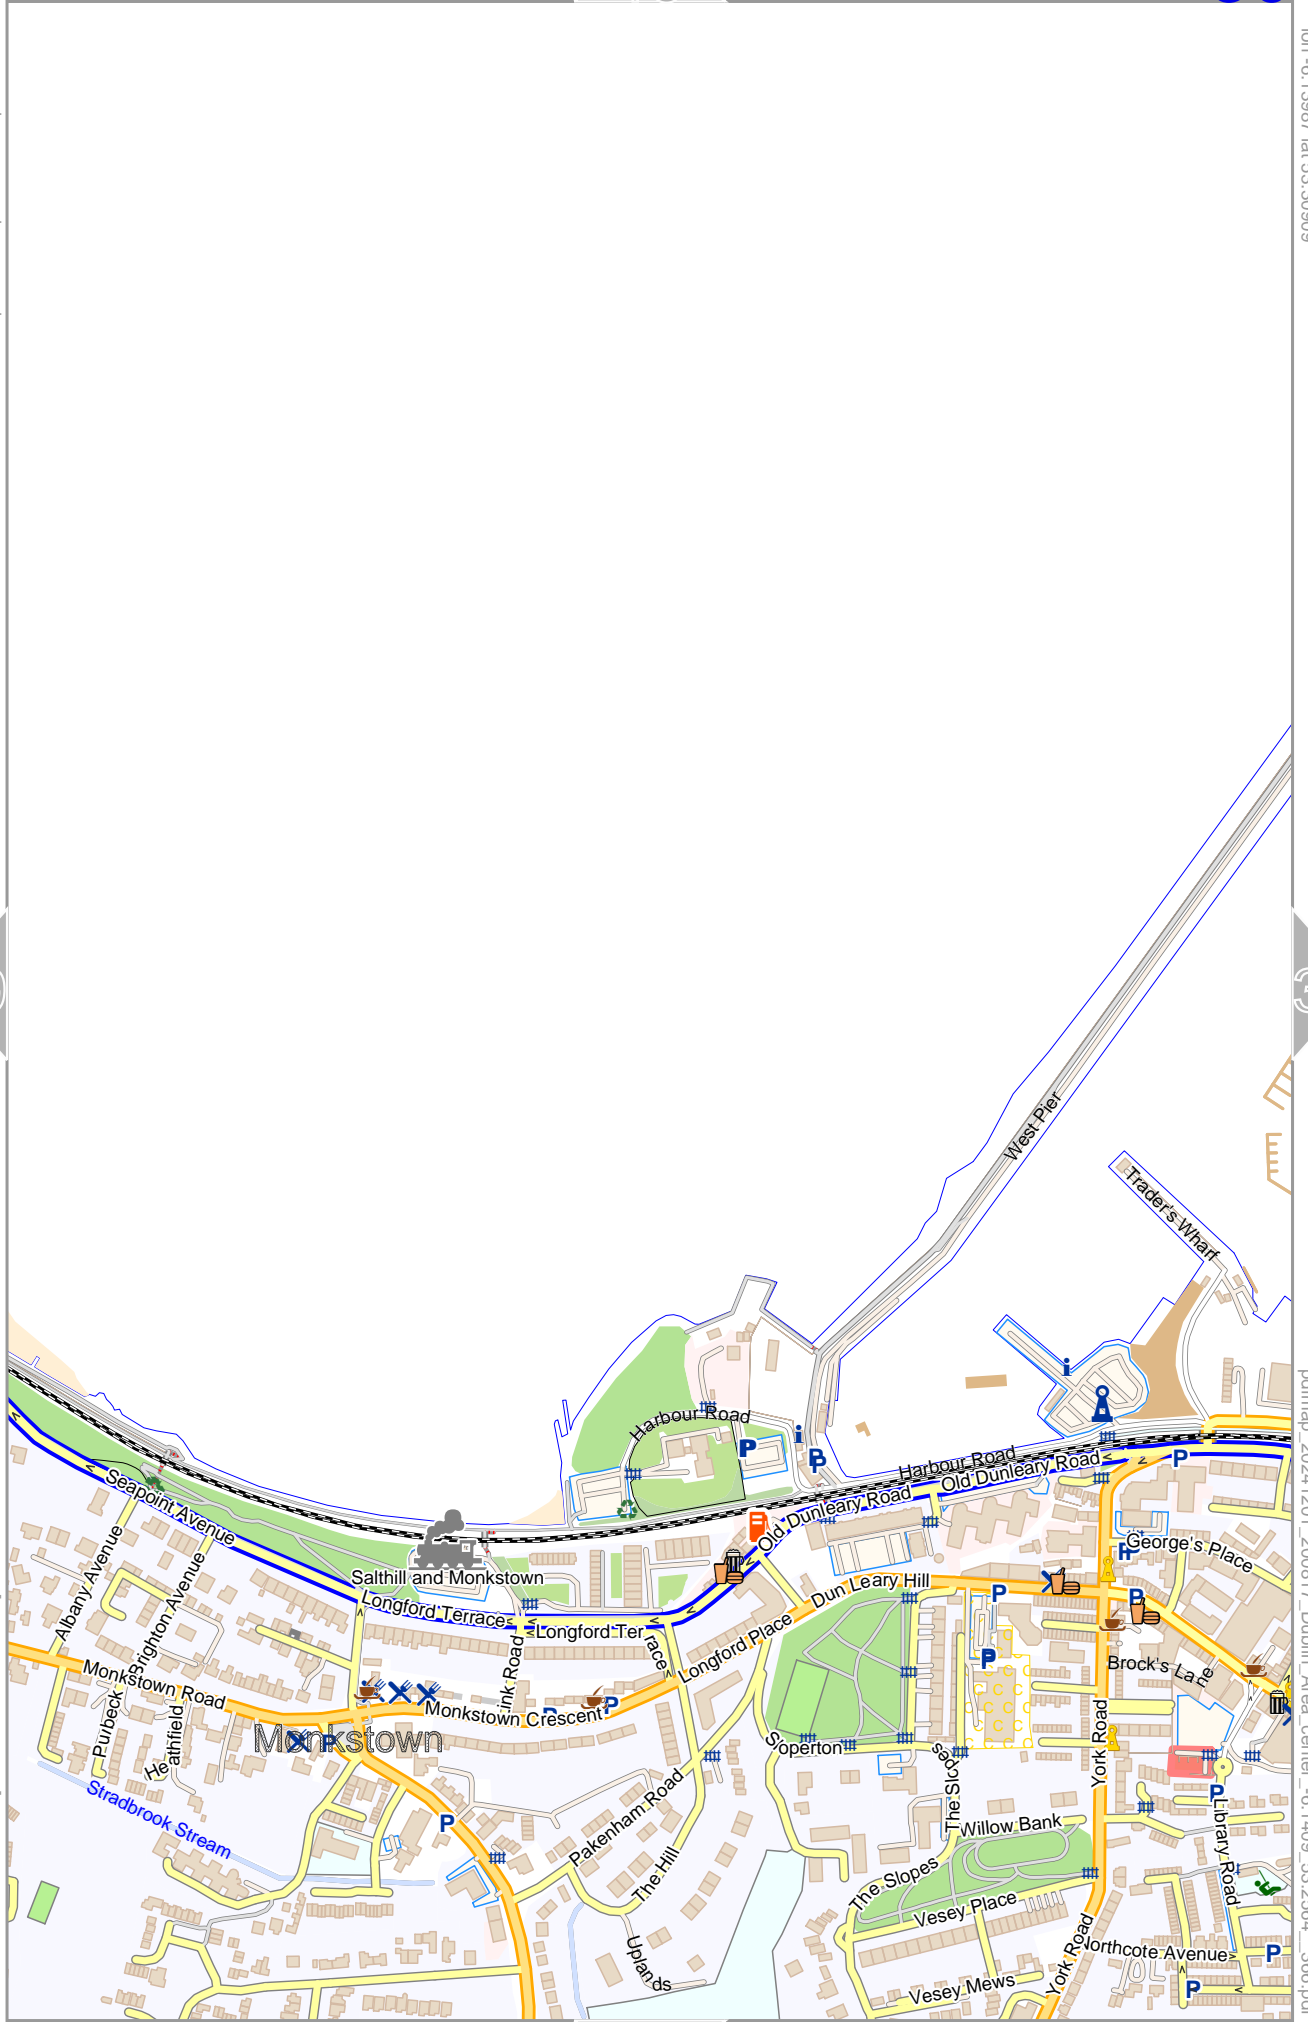 West Pier
Trader's Wharf
Harbour Road
Harbour Road
Old Dunleary Road
Old Dunleary Road
Seapoint Avenue
Salthill and Monkstown
George's Place
Albany Avenue
Brighton Avenue
Longford Terrace
Longford Terrace
Dun Leary Hill
Longford Place
Link Road
Brock's Lane
Monkstown Road
Monkstown Crescent
Purbeck
Heathfield
Monkstown
Sloperton
York Road
The Slopes
Stradbrook Stream
Pakenham Road
Willow Bank
Library Road
The Hill
The Slopes
Vesey Place
Uplands
York Road
Northcote Avenue
Vesey Mews